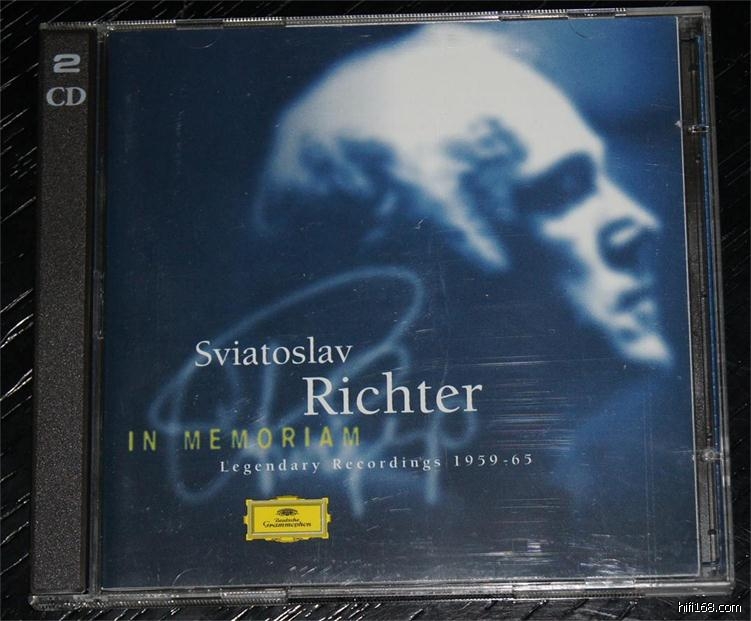 2
CD
Sviatoslav
Richter
IN MEMORIAM
Legendary Recordings 1959-65
Deutsche
Grammophon
hifi168.com